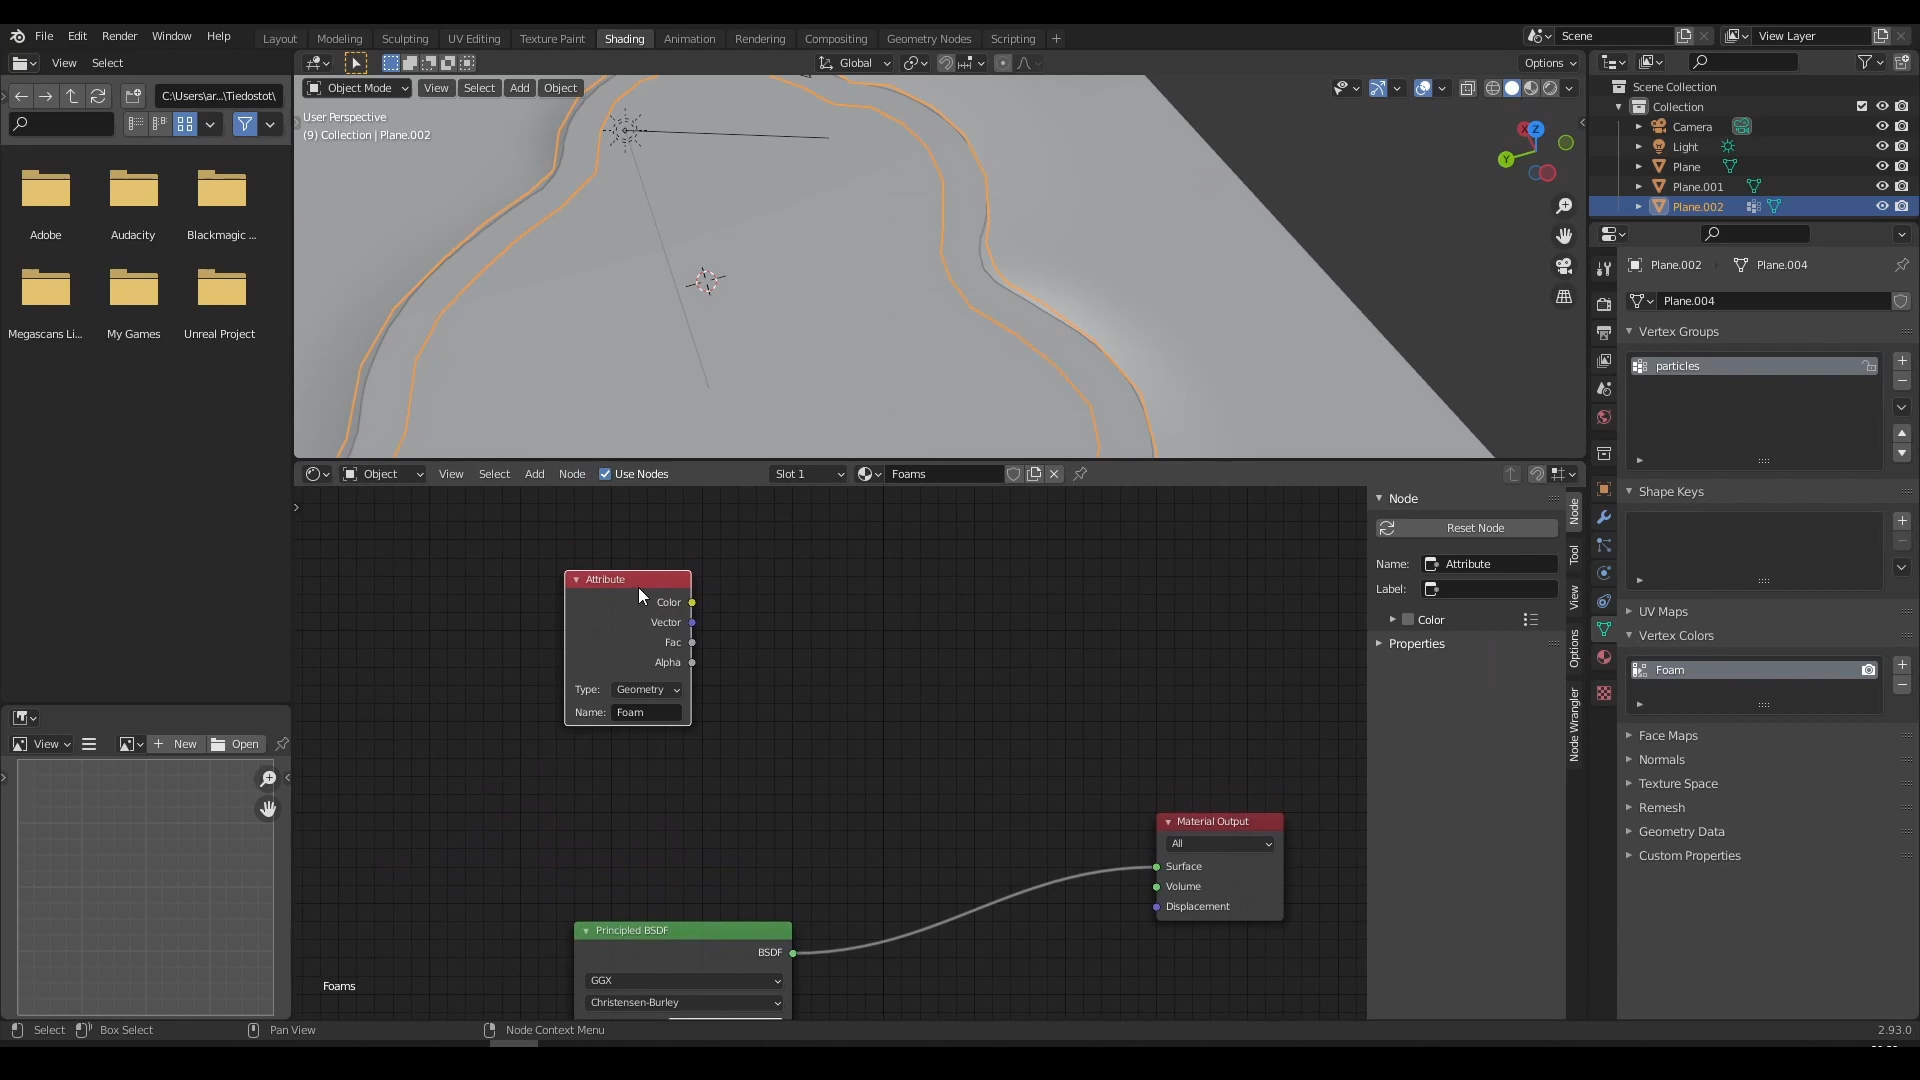 File Edit Render Window Help
Layout Modeling Sculpting UV Editing Texture Paint Shading Animation Rendering Compositing Geometry Nodes Scripting +
Scene
View Layer
View Select
Global
Options
C:\Users\ar...\Tiedostot\
Object Mode View Select Add Object
User Perspective
(9) Collection | Plane.002
X
Z
Y
Adobe
Audacity
Blackmagic ...
Megascans Li...
My Games
Unreal Project
Scene Collection
Collection
Camera
Light
Plane
Plane.001
Plane.002
Plane.002
Plane.004
Plane.004
Vertex Groups
particles
Shape Keys
UV Maps
Vertex Colors
Foam
Face Maps
Normals
Texture Space
Remesh
Geometry Data
Custom Properties
Object View Select Add Node Use Nodes
Slot 1
Foams
Attribute
Color
Vector
Fac
Alpha
Type: Geometry
Name: Foam
Principled BSDF
BSDF
GGX
Christensen-Burley
Material Output
All
Surface
Volume
Displacement
Foams
Node
Reset Node
Name: Attribute
Label:
Color
Properties
Node
Tool
View
Options
Node Wrangler
View
New
Open
Select
Box Select
Pan View
Node Context Menu
2.93.0